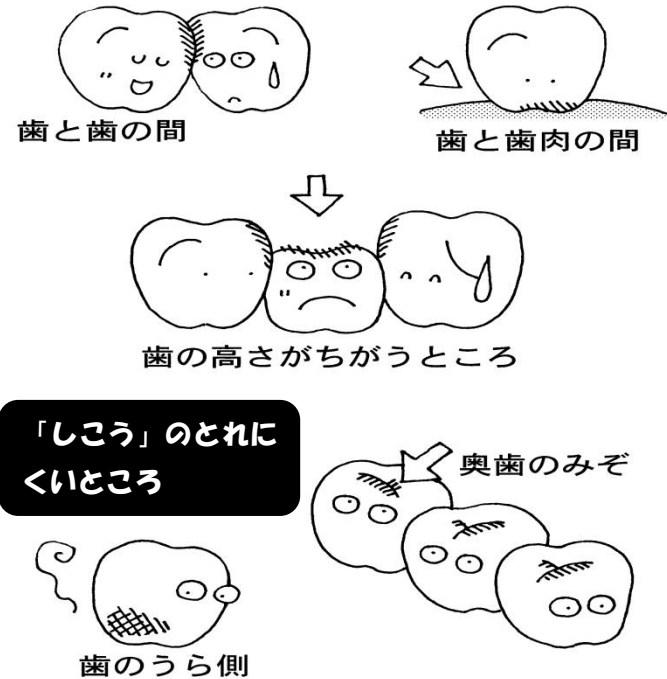 歯と歯の間
歯と歯肉の間
歯の高さがちがうところ
「しこう」のとれに
くいところ
奥歯のみぞ
歯のうら側